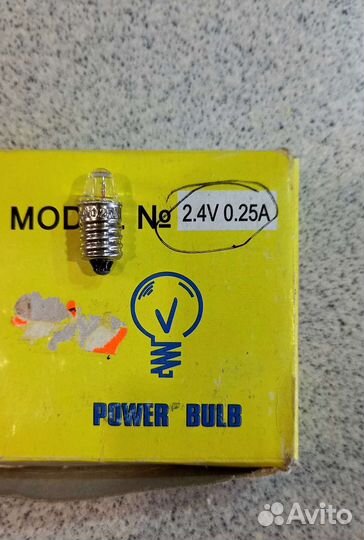 MOD
№ 2.4V 0.25A
POWER BULB
Avito